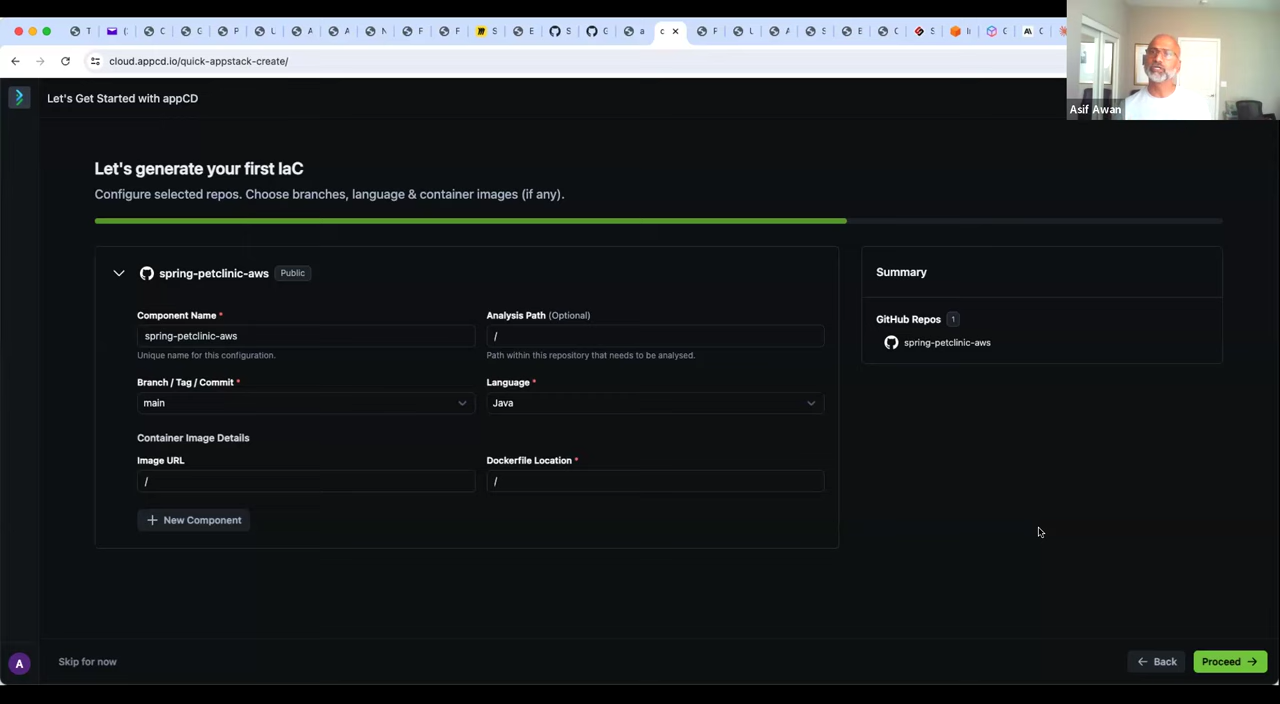 cloud.appcd.io/quick-appstack-create/
Asif Awan
Let's Get Started with appCD
Let's generate your first IaC
Configure selected repos. Choose branches, language & container images (if any).
spring-petclinic-aws Public
Component Name *
spring-petclinic-aws
Unique name for this configuration.
Analysis Path (Optional)
/
Path within this repository that needs to be analysed.
Branch / Tag / Commit *
main
Language *
Java
Container Image Details
Image URL
/
Dockerfile Location *
/
+ New Component
Summary
GitHub Repos 1
spring-petclinic-aws
A
Skip for now
← Back
Proceed →